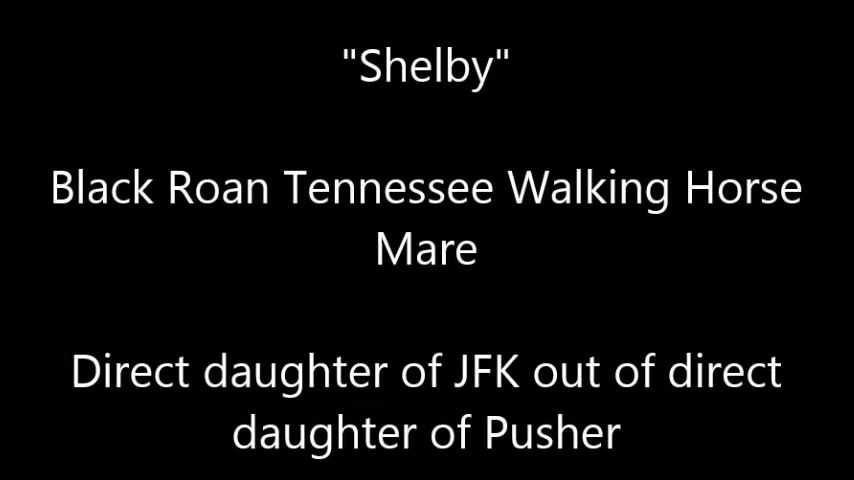 "Shelby"
Black Roan Tennessee Walking Horse
Mare
Direct daughter of JFK out of direct
daughter of Pusher